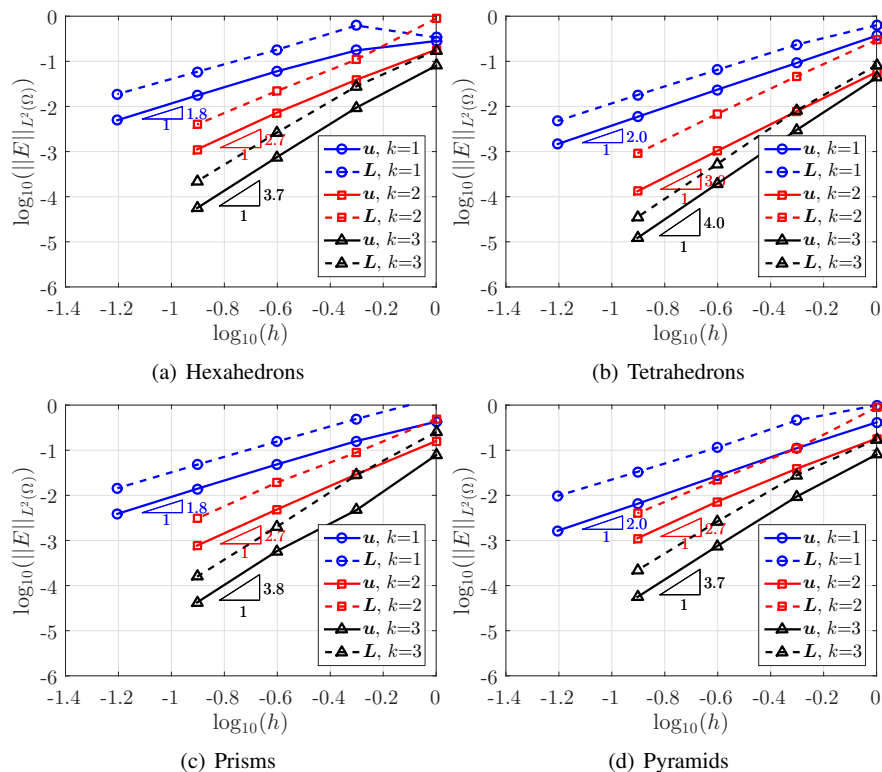 0
-1
-2
-3
-4
-5
-6
log10(||E||L2(Ω))
1.8
1
2.7
1
3.7
1
u, k=1
L, k=1
u, k=2
L, k=2
u, k=3
L, k=3
-1.4 -1.2 -1 -0.8 -0.6 -0.4 -0.2 0
log10(h)
(a) Hexahedrons
0
-1
-2
-3
-4
-5
-6
log10(||E||L2(Ω))
2.0
1
1
4.0
1
u, k=1
L, k=1
u, k=2
L, k=2
u, k=3
L, k=3
-1.4 -1.2 -1 -0.8 -0.6 -0.4 -0.2 0
log10(h)
(b) Tetrahedrons
0
-1
-2
-3
-4
-5
-6
log10(||E||L2(Ω))
1.8
1
2.7
1
3.8
1
u, k=1
L, k=1
u, k=2
L, k=2
u, k=3
L, k=3
-1.4 -1.2 -1 -0.8 -0.6 -0.4 -0.2 0
log10(h)
(c) Prisms
0
-1
-2
-3
-4
-5
-6
log10(||E||L2(Ω))
2.0
1
2.7
1
3.7
1
u, k=1
L, k=1
u, k=2
L, k=2
u, k=3
L, k=3
-1.4 -1.2 -1 -0.8 -0.6 -0.4 -0.2 0
log10(h)
(d) Pyramids